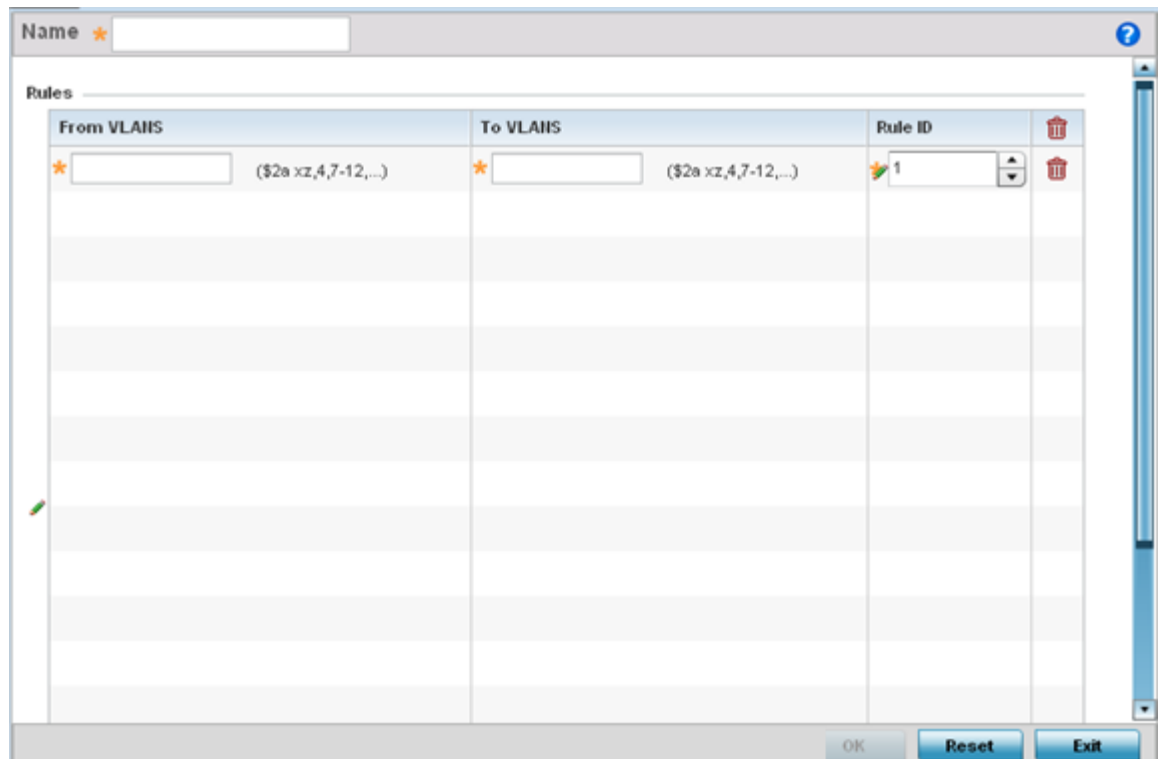 Name
Rules
From VLANS To VLANS Rule ID
($2a xz,4,7-12,...) ($2a xz,4,7-12,...) 1
OK Reset Exit